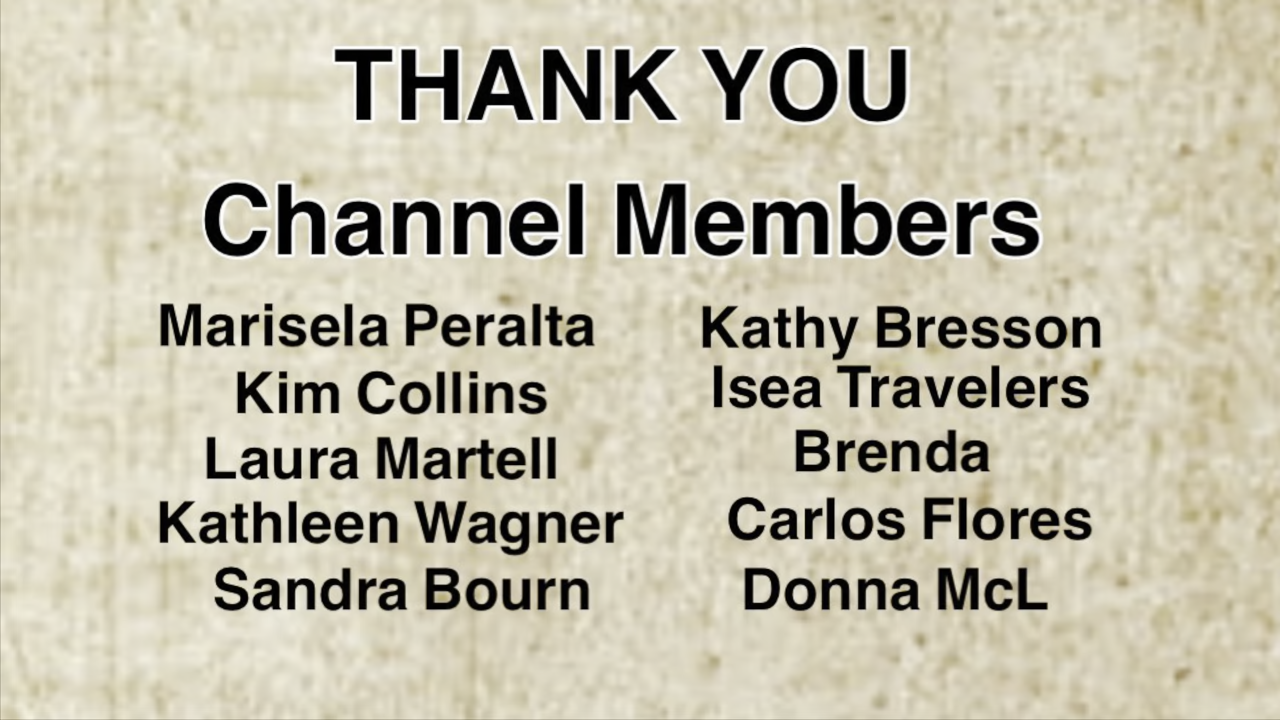 THANK YOU
Channel Members
Marisela Peralta
Kim Collins
Laura Martell
Kathleen Wagner
Sandra Bourn
Kathy Bresson
Isea Travelers
Brenda
Carlos Flores
Donna McL